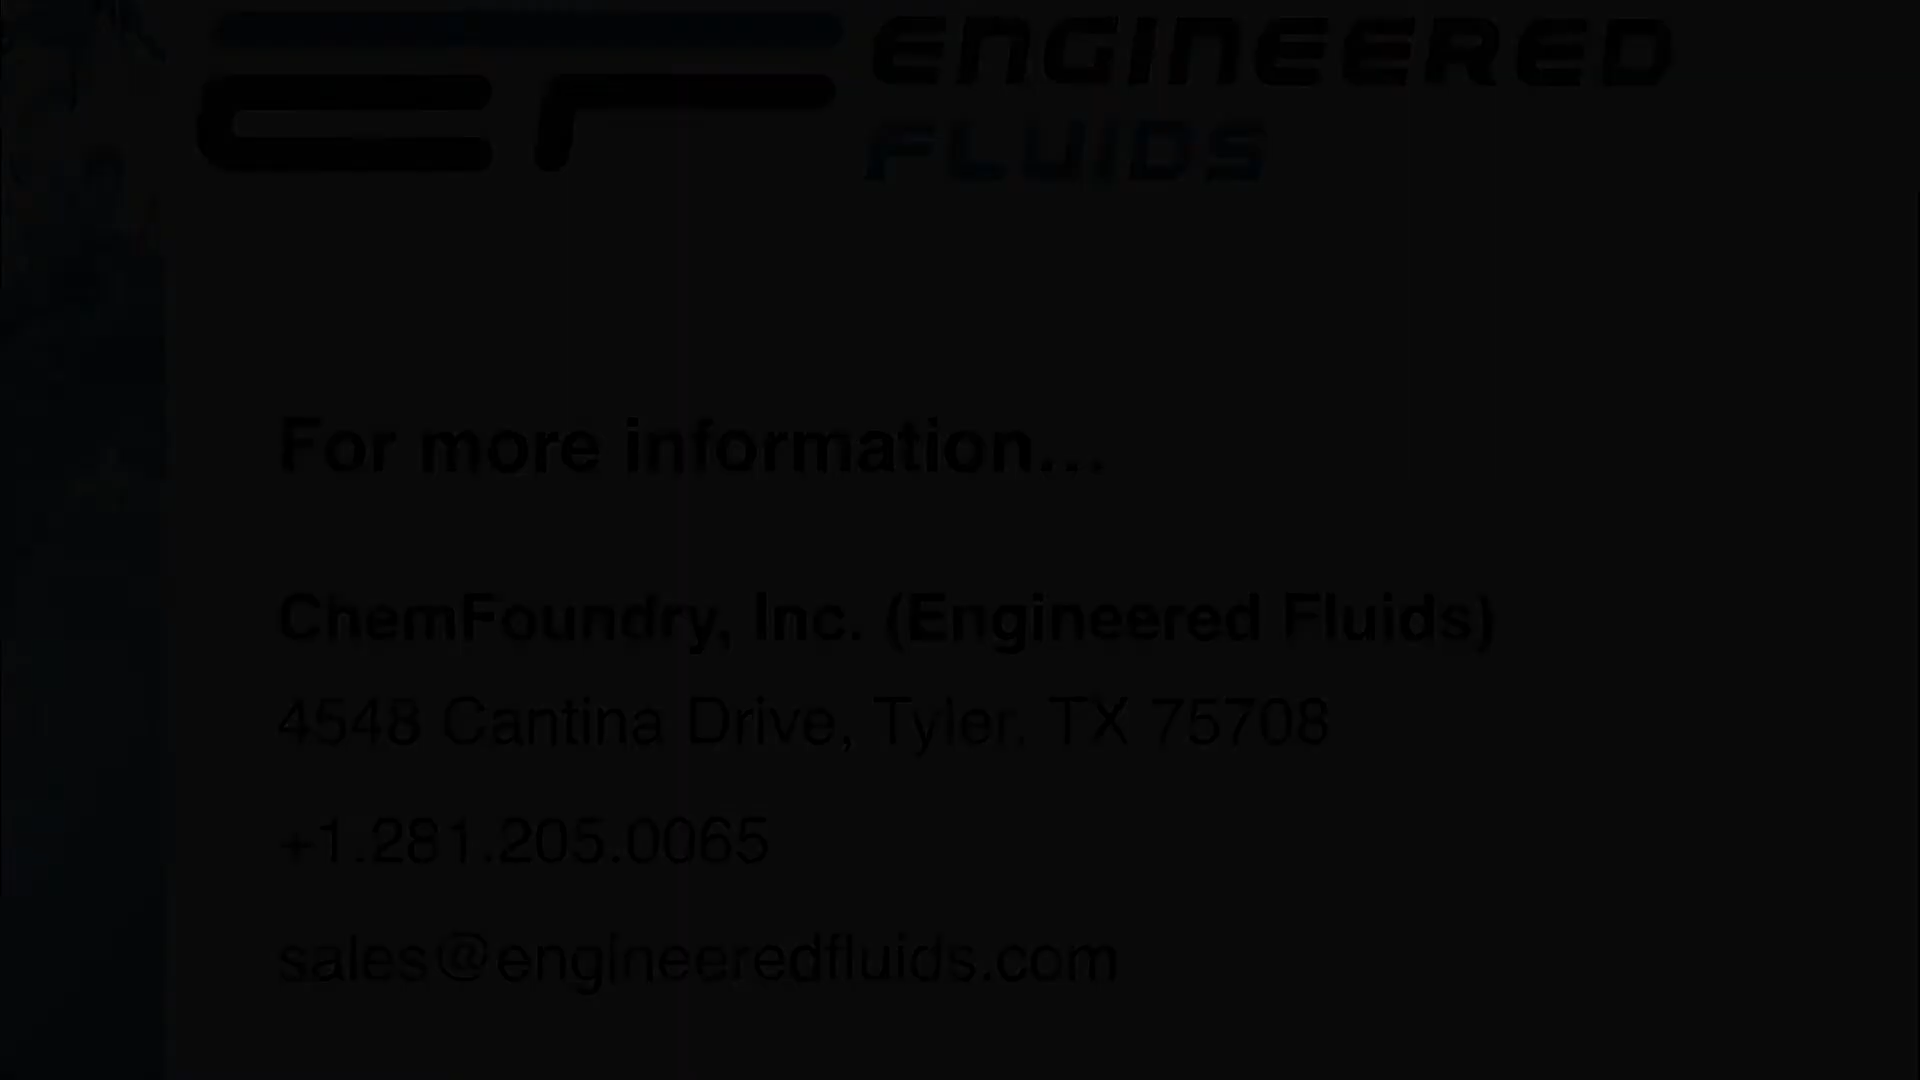 ENGINEERED
FLUIDS
For more information...
ChemFoundry, Inc. (Engineered Fluids)
4548 Cantina Drive, Tyler, TX 75708
+1.281.205.0065
sales@engineeredfluids.com